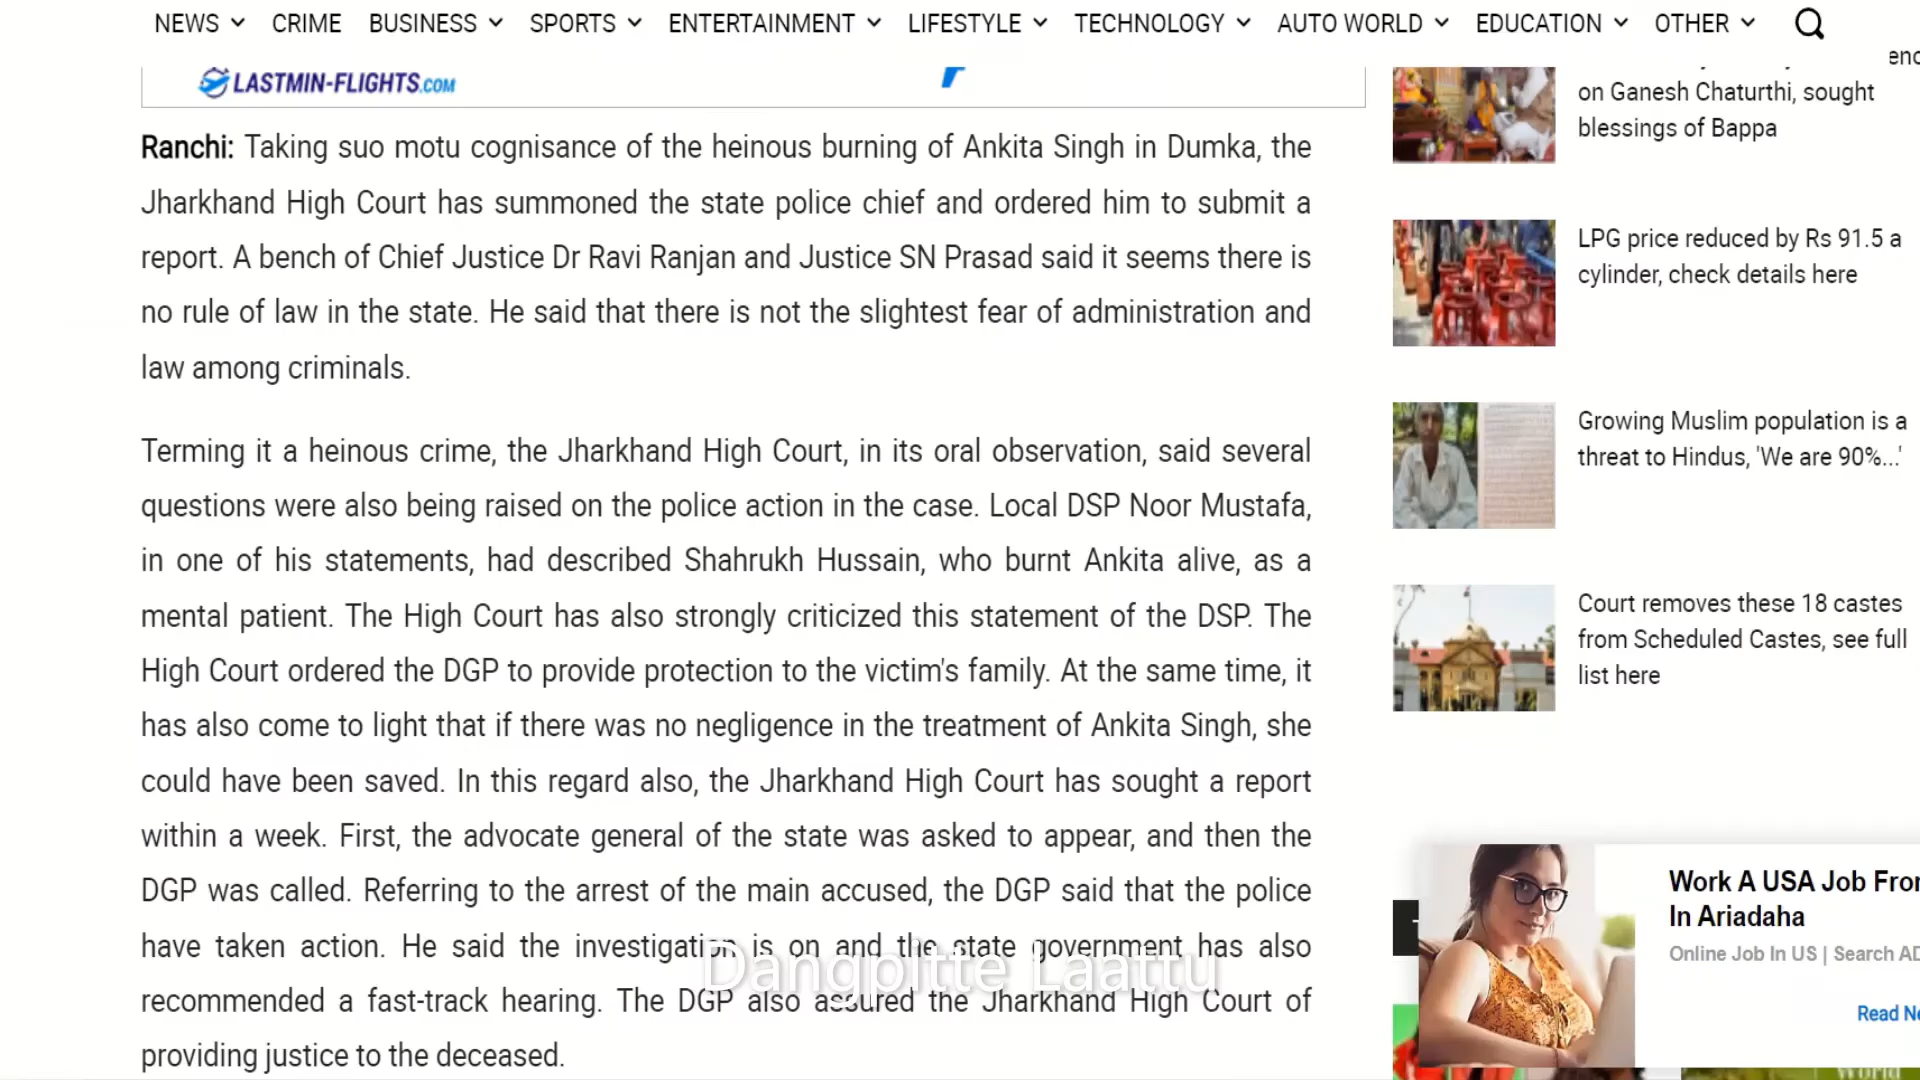 NEWS CRIME BUSINESS SPORTS ENTERTAINMENT LIFESTYLE TECHNOLOGY AUTO WORLD EDUCATION OTHER
LASTMIN-FLIGHTS.COM
Ranchi: Taking suo motu cognisance of the heinous burning of Ankita Singh in Dumka, the
Jharkhand High Court has summoned the state police chief and ordered him to submit a
report. A bench of Chief Justice Dr Ravi Ranjan and Justice SN Prasad said it seems there is
no rule of law in the state. He said that there is not the slightest fear of administration and
law among criminals.
Terming it a heinous crime, the Jharkhand High Court, in its oral observation, said several
questions were also being raised on the police action in the case. Local DSP Noor Mustafa,
in one of his statements, had described Shahrukh Hussain, who burnt Ankita alive, as a
mental patient. The High Court has also strongly criticized this statement of the DSP. The
High Court ordered the DGP to provide protection to the victim's family. At the same time, it
has also come to light that if there was no negligence in the treatment of Ankita Singh, she
could have been saved. In this regard also, the Jharkhand High Court has sought a report
within a week. First, the advocate general of the state was asked to appear, and then the
DGP was called. Referring to the arrest of the main accused, the DGP said that the police
have taken action. He said the investigation is on and the state government has also
recommended a fast-track hearing. The DGP also assured the Jharkhand High Court of
providing justice to the deceased.
Dangpitte Laattu
on Ganesh Chaturthi, sought
blessings of Bappa
LPG price reduced by Rs 91.5 a
cylinder, check details here
Growing Muslim population is a
threat to Hindus, 'We are 90%...'
Court removes these 18 castes
from Scheduled Castes, see full
list here
Work A USA Job
In Ariadaha
Online Job In US | Search
Read
World